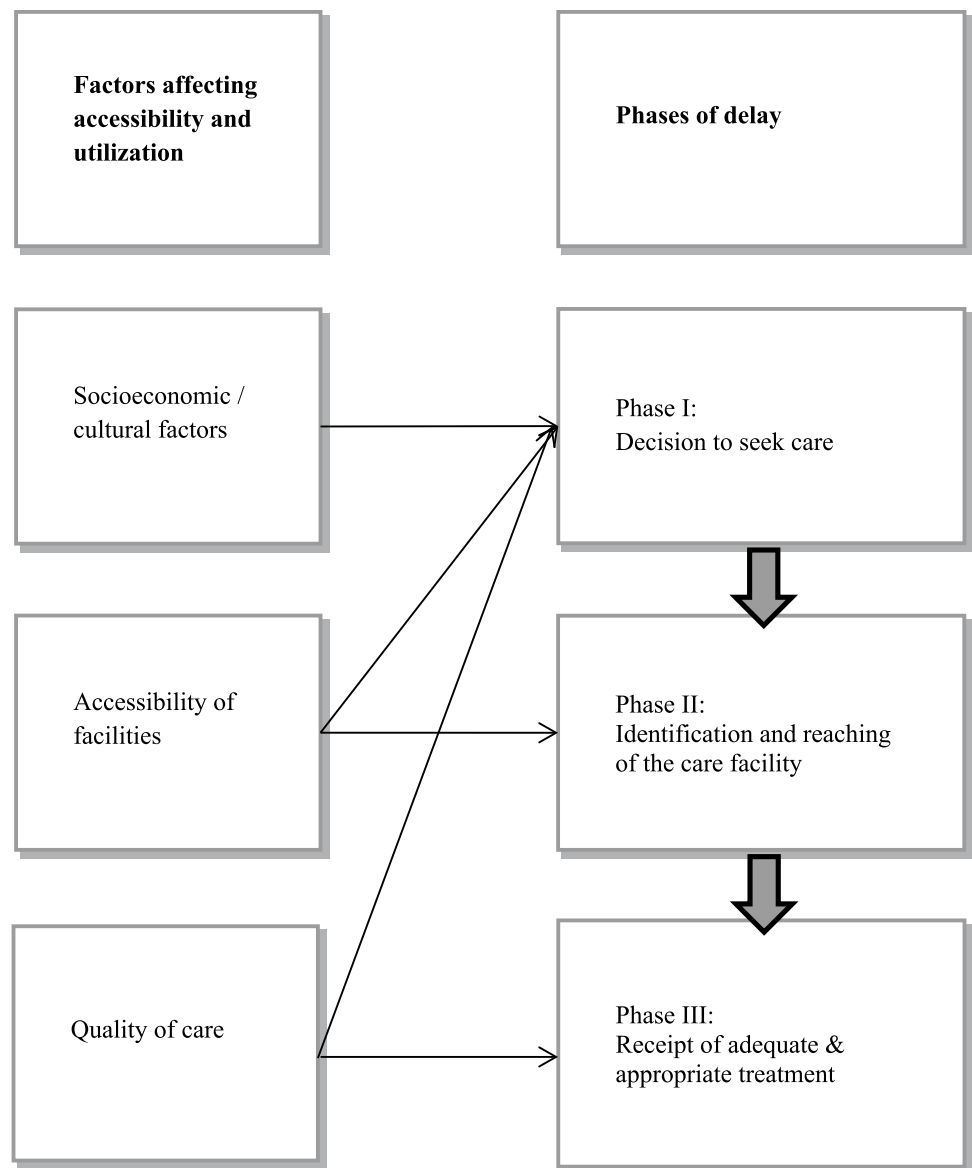 Factors affecting
accessibility and
utilization
Phases of delay
Socioeconomic /
cultural factors
Phase I:
Decision to seek care
Accessibility of
facilities
Phase II:
Identification and reaching
of the care facility
Quality of care
Phase III:
Receipt of adequate &
appropriate treatment